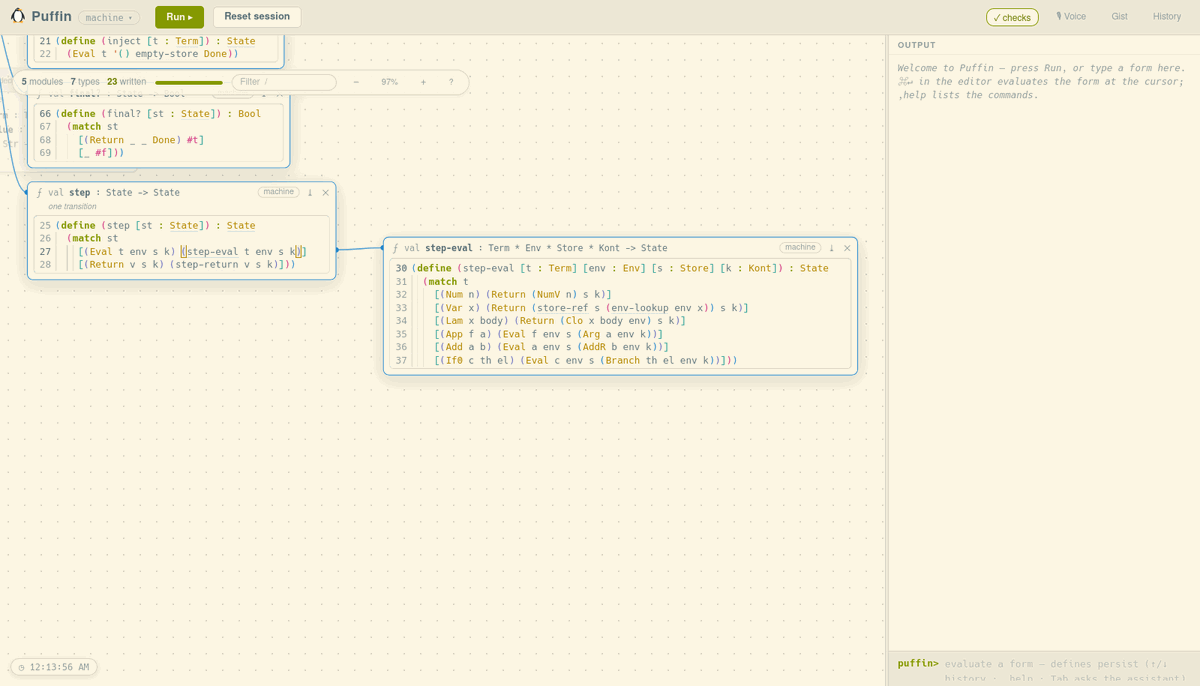 Puffin
machine ▾
Run ▸
Reset session
✓ checks
Voice
Gist
History
21 (define (inject [t : Term]) : State
22 (Eval t '() empty-store Done))
5 modules 7 types 23 written
Filter /
− 97% + ?
66 (define (final? [st : State]) : Bool
67 (match st
68 [(Return _ _ Done) #t]
69 [_ #f]))
ƒ val step : State -> State
machine ↓ ×
one transition
25 (define (step [st : State]) : State
26 (match st
27 [(Eval t env s k) (step-eval t env s k)]
28 [(Return v s k) (step-return v s k)]))
ƒ val step-eval : Term * Env * Store * Kont -> State
machine ↓ ×
30 (define (step-eval [t : Term] [env : Env] [s : Store] [k : Kont]) : State
31 (match t
32 [(Num n) (Return (NumV n) s k)]
33 [(Var x) (Return (store-ref s (env-lookup env x)) s k)]
34 [(Lam x body) (Return (Clo x body env) s k)]
35 [(App f a) (Eval f env s (Arg a env k))]
36 [(Add a b) (Eval a env s (AddR b env k))]
37 [(If0 c th el) (Eval c env s (Branch th el env k))]))
12:13:56 AM
OUTPUT
Welcome to Puffin — press Run, or type a form here.
⌘↵ in the editor evaluates the form at the cursor;
,help lists the commands.
puffin> evaluate a form — defines persist (↑/↓
history · ,help · Tab asks the assistant)